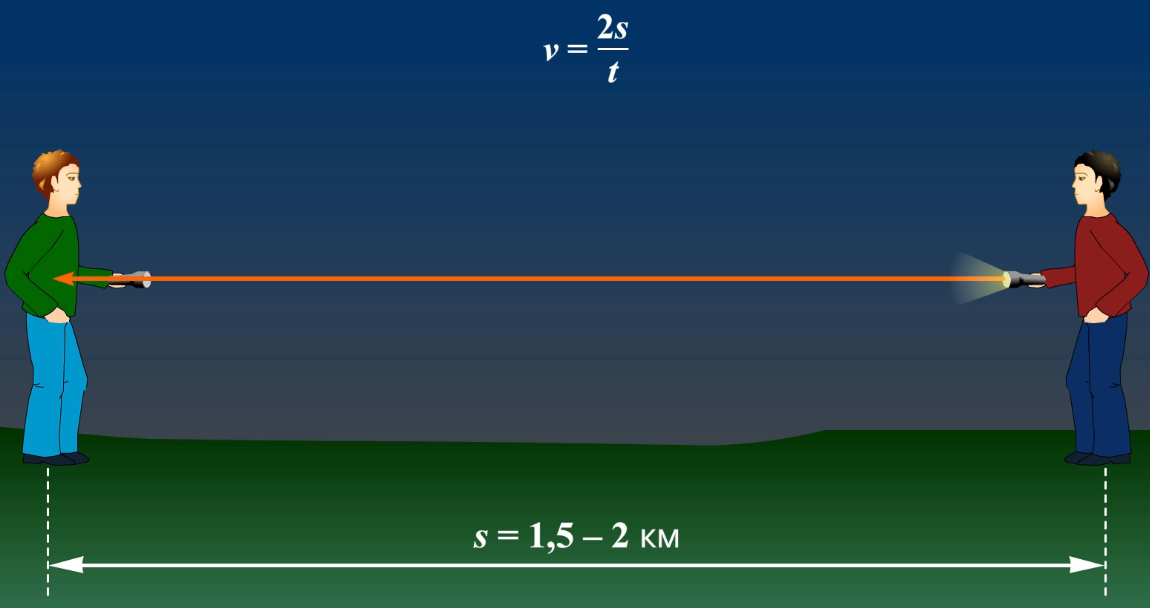 v = 2s/t
s = 1,5 – 2 км